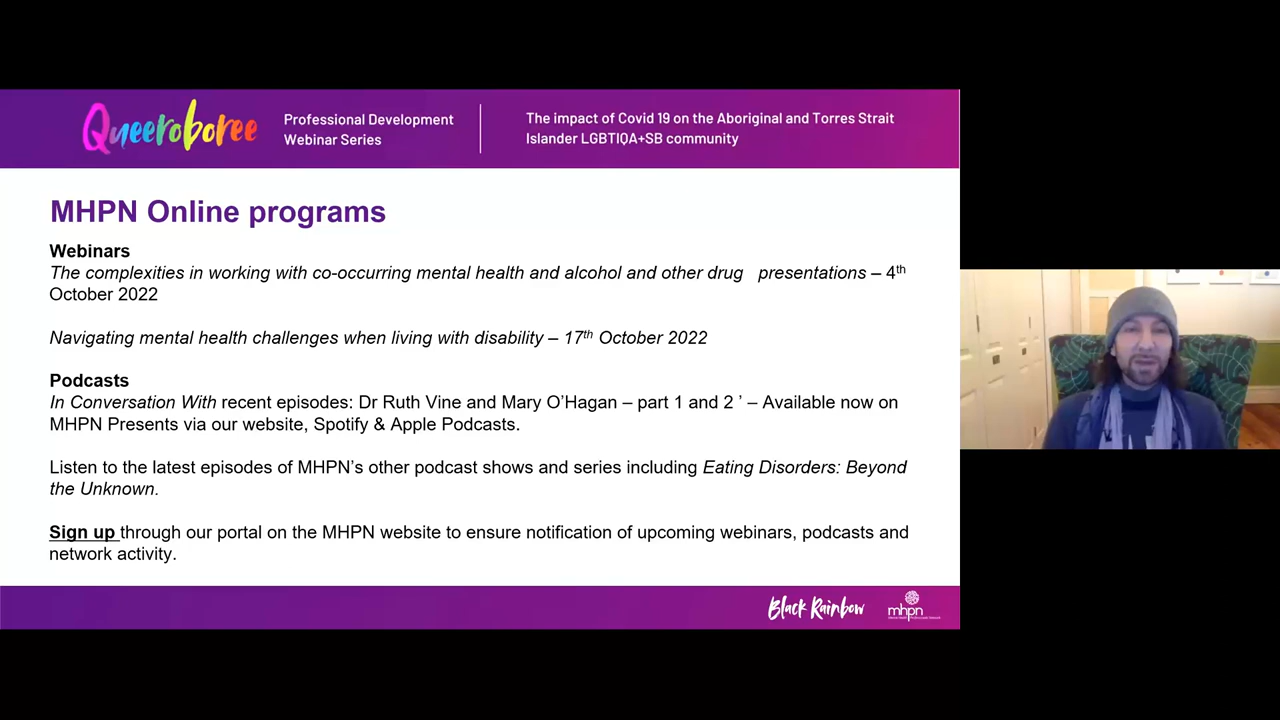 Queeroboree
Professional Development
Webinar Series
The impact of Covid 19 on the Aboriginal and Torres Strait
Islander LGBTIQA+SB community
MHPN Online programs
Webinars
The complexities in working with co-occurring mental health and alcohol and other drug presentations – 4th
October 2022
Navigating mental health challenges when living with disability – 17th October 2022
Podcasts
In Conversation With recent episodes: Dr Ruth Vine and Mary O’Hagan – part 1 and 2 ’ – Available now on
MHPN Presents via our website, Spotify & Apple Podcasts.
Listen to the latest episodes of MHPN’s other podcast shows and series including Eating Disorders: Beyond
the Unknown.
Sign up through our portal on the MHPN website to ensure notification of upcoming webinars, podcasts and
network activity.
Black Rainbow
mhpn